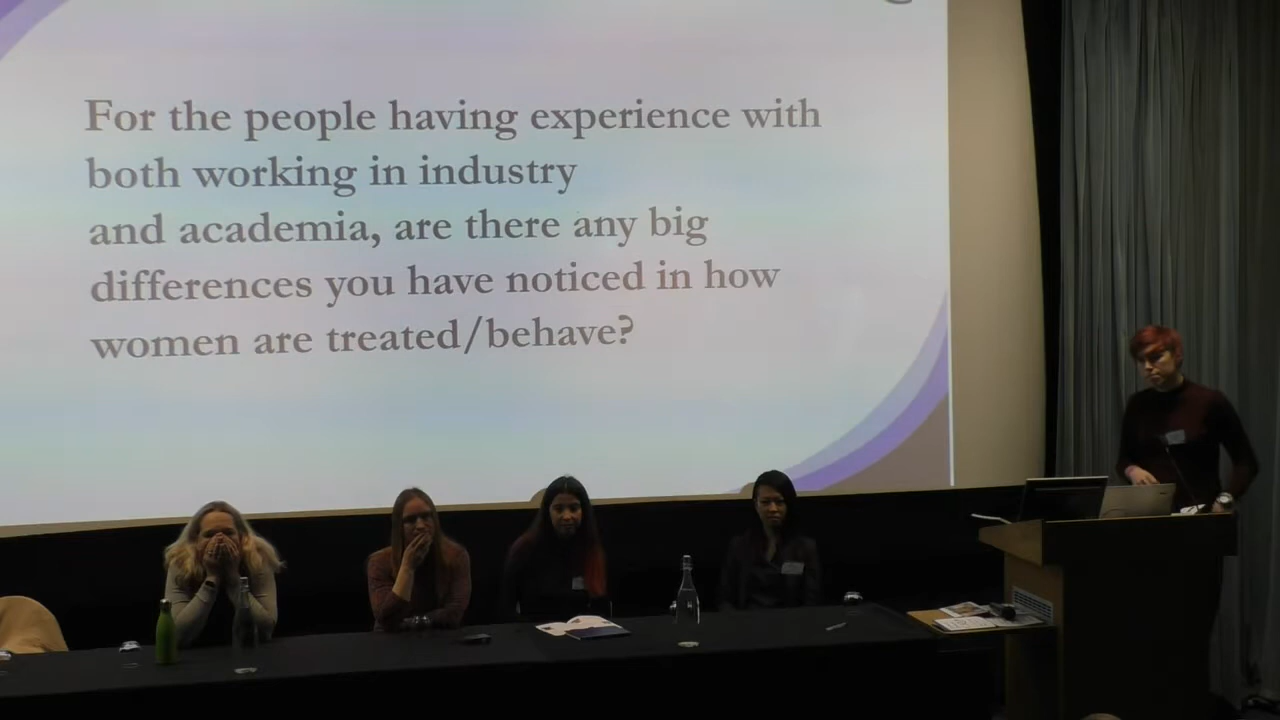 For the people having experience with
both working in industry
and academia, are there any big
differences you have noticed in how
women are treated/behave?